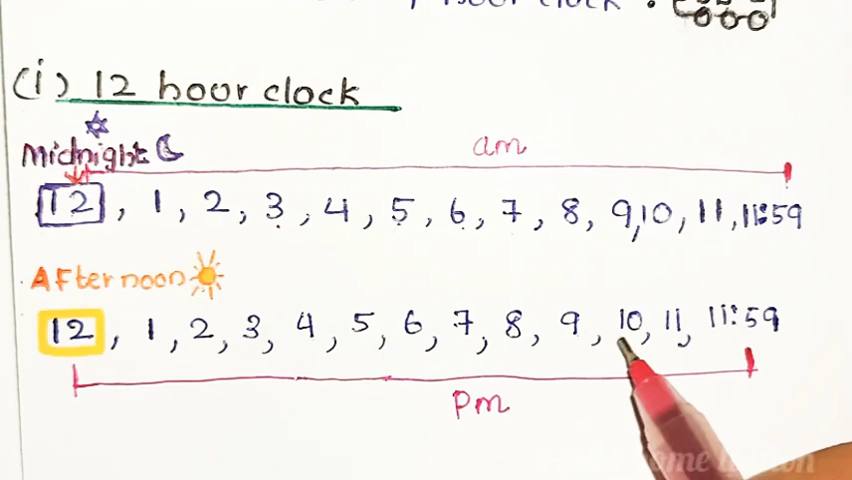 clock :
(i) 12 hour clock
am
Midnight
12, 1, 2, 3, 4, 5, 6, 7, 8, 9, 10, 11, 11:59
Afternoon
12, 1, 2, 3, 4, 5, 6, 7, 8, 9, 10, 11, 11:59
Pm